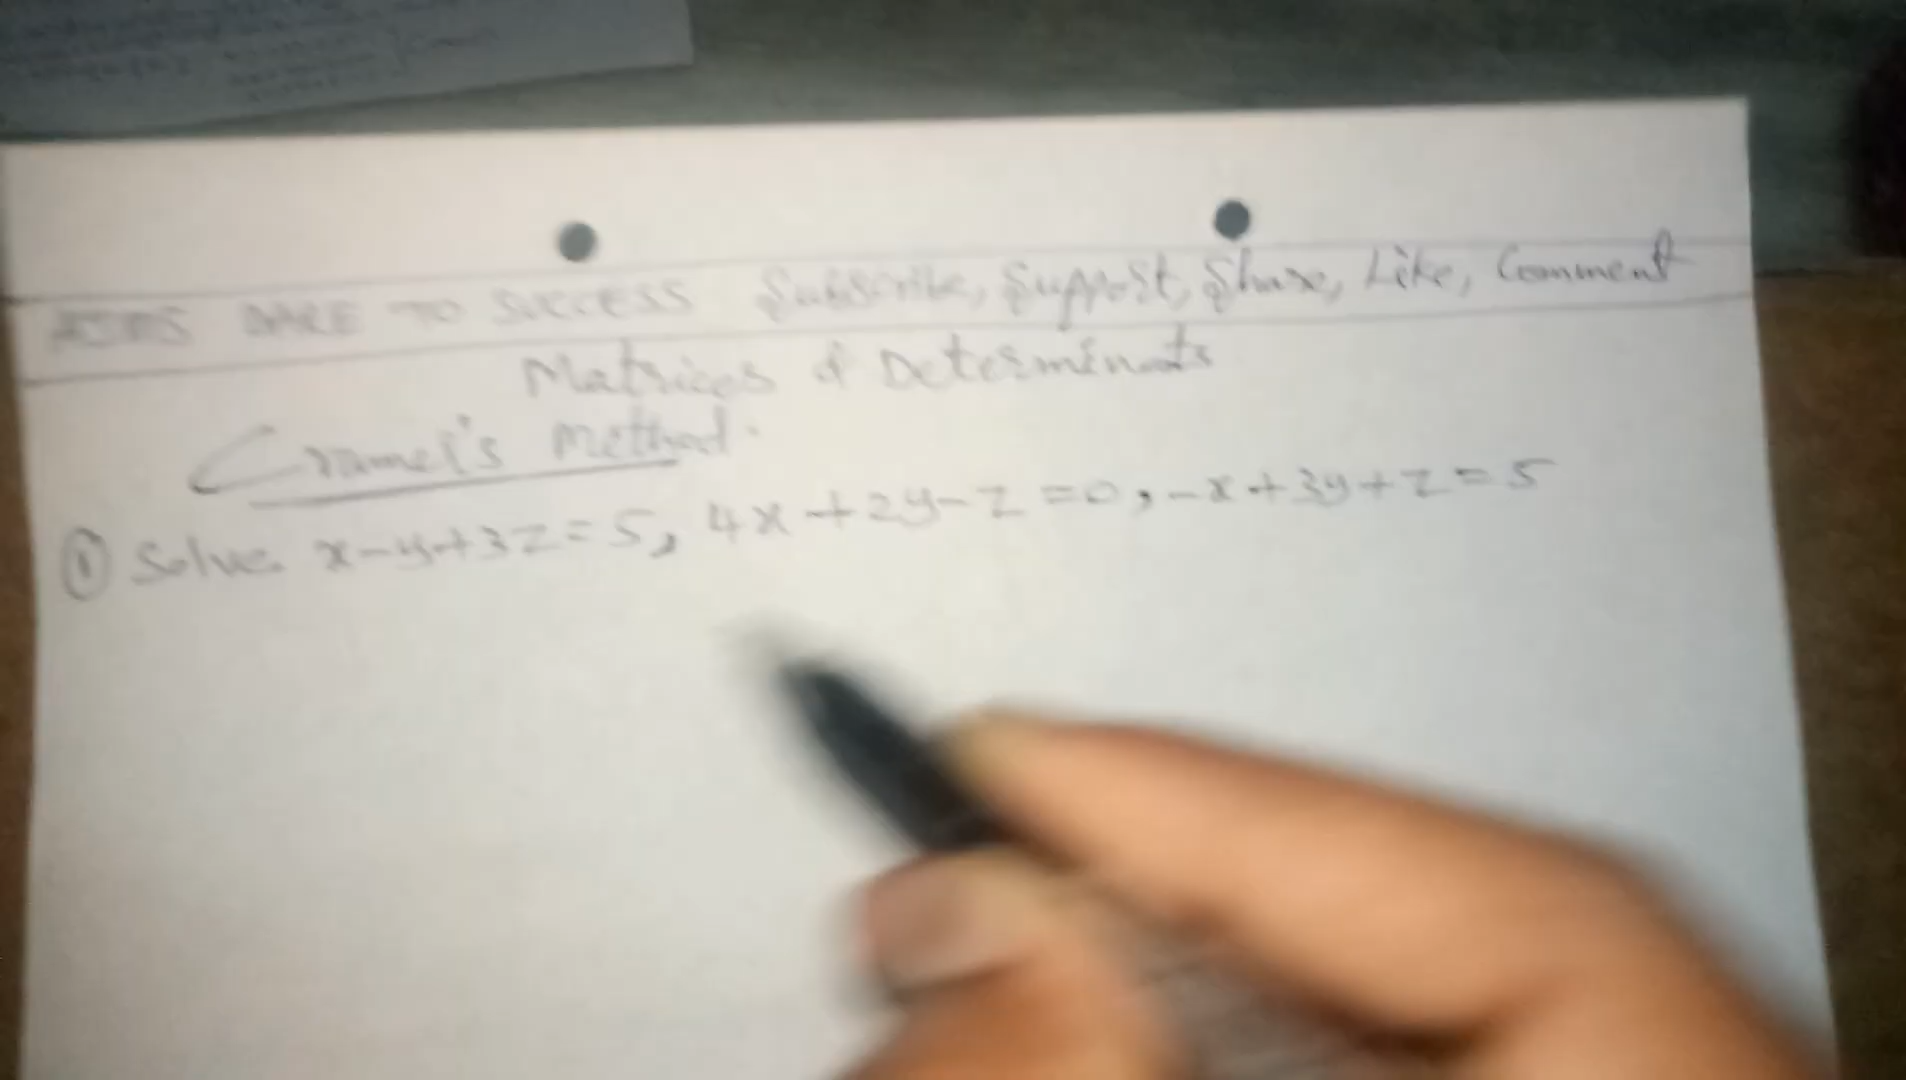 DARE TO SUCCESS Subscribe, Support, Share, Like, Comment
Matrices & Determinats
Cramer's Method.
① Solve x-y+3z=5, 4x+2y-z=0, -x+3y+z=5